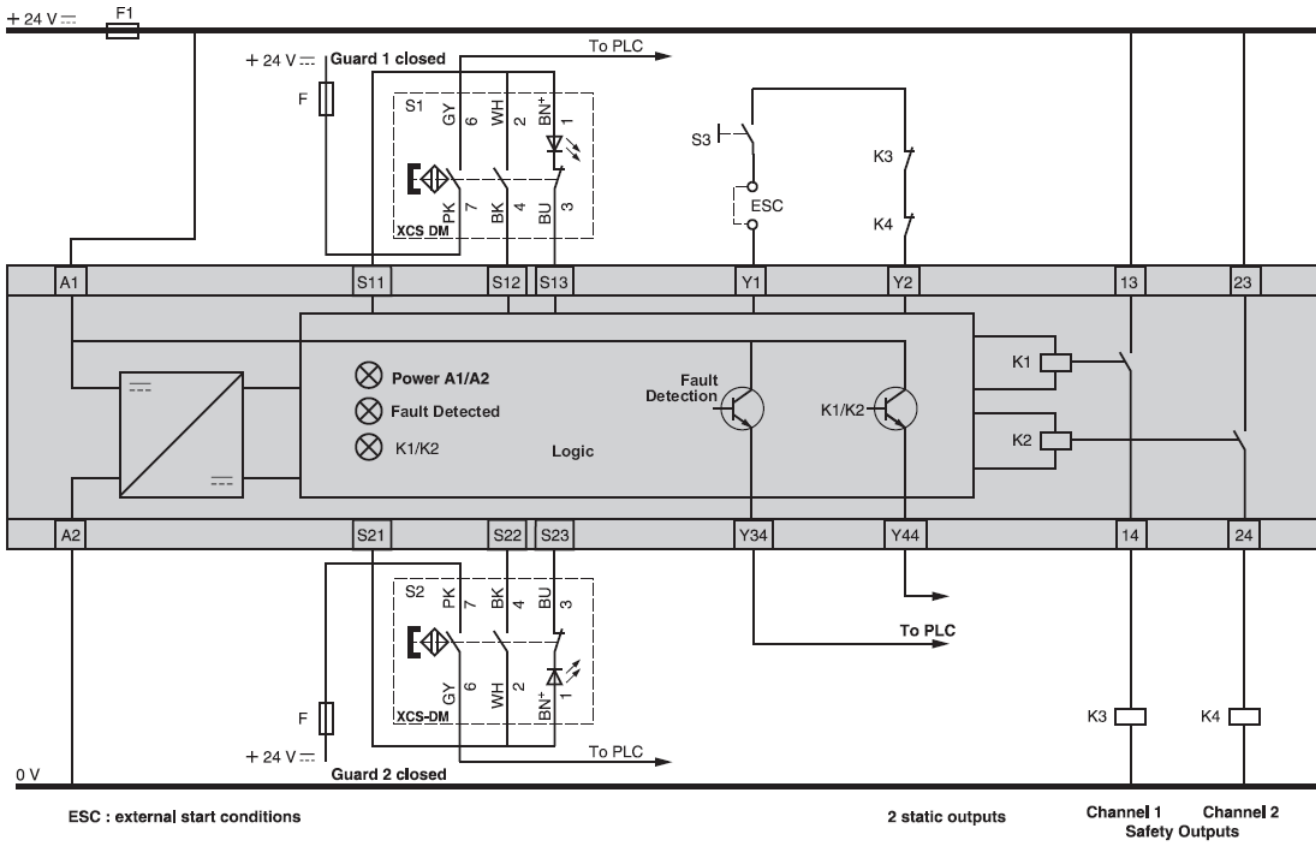 + 24 V
F1
+ 24 V
Guard 1 closed
To PLC
F
S1
GY
6
WH
2
BN+
1
PK
7
BK
4
BU
3
XCS DM
S3
ESC
K3
K4
A1
S11
S12
S13
Y1
Y2
13
23
Power A1/A2
Fault Detected
K1/K2
Logic
Fault
Detection
K1/K2
K1
K2
A2
S21
S22
S23
Y34
Y44
14
24
S2
PK
7
BK
4
BU
3
GY
6
WH
2
BN+
1
XCS-DM
F
+ 24 V
Guard 2 closed
To PLC
To PLC
K3
K4
0 V
ESC : external start conditions
2 static outputs
Channel 1
Channel 2
Safety Outputs